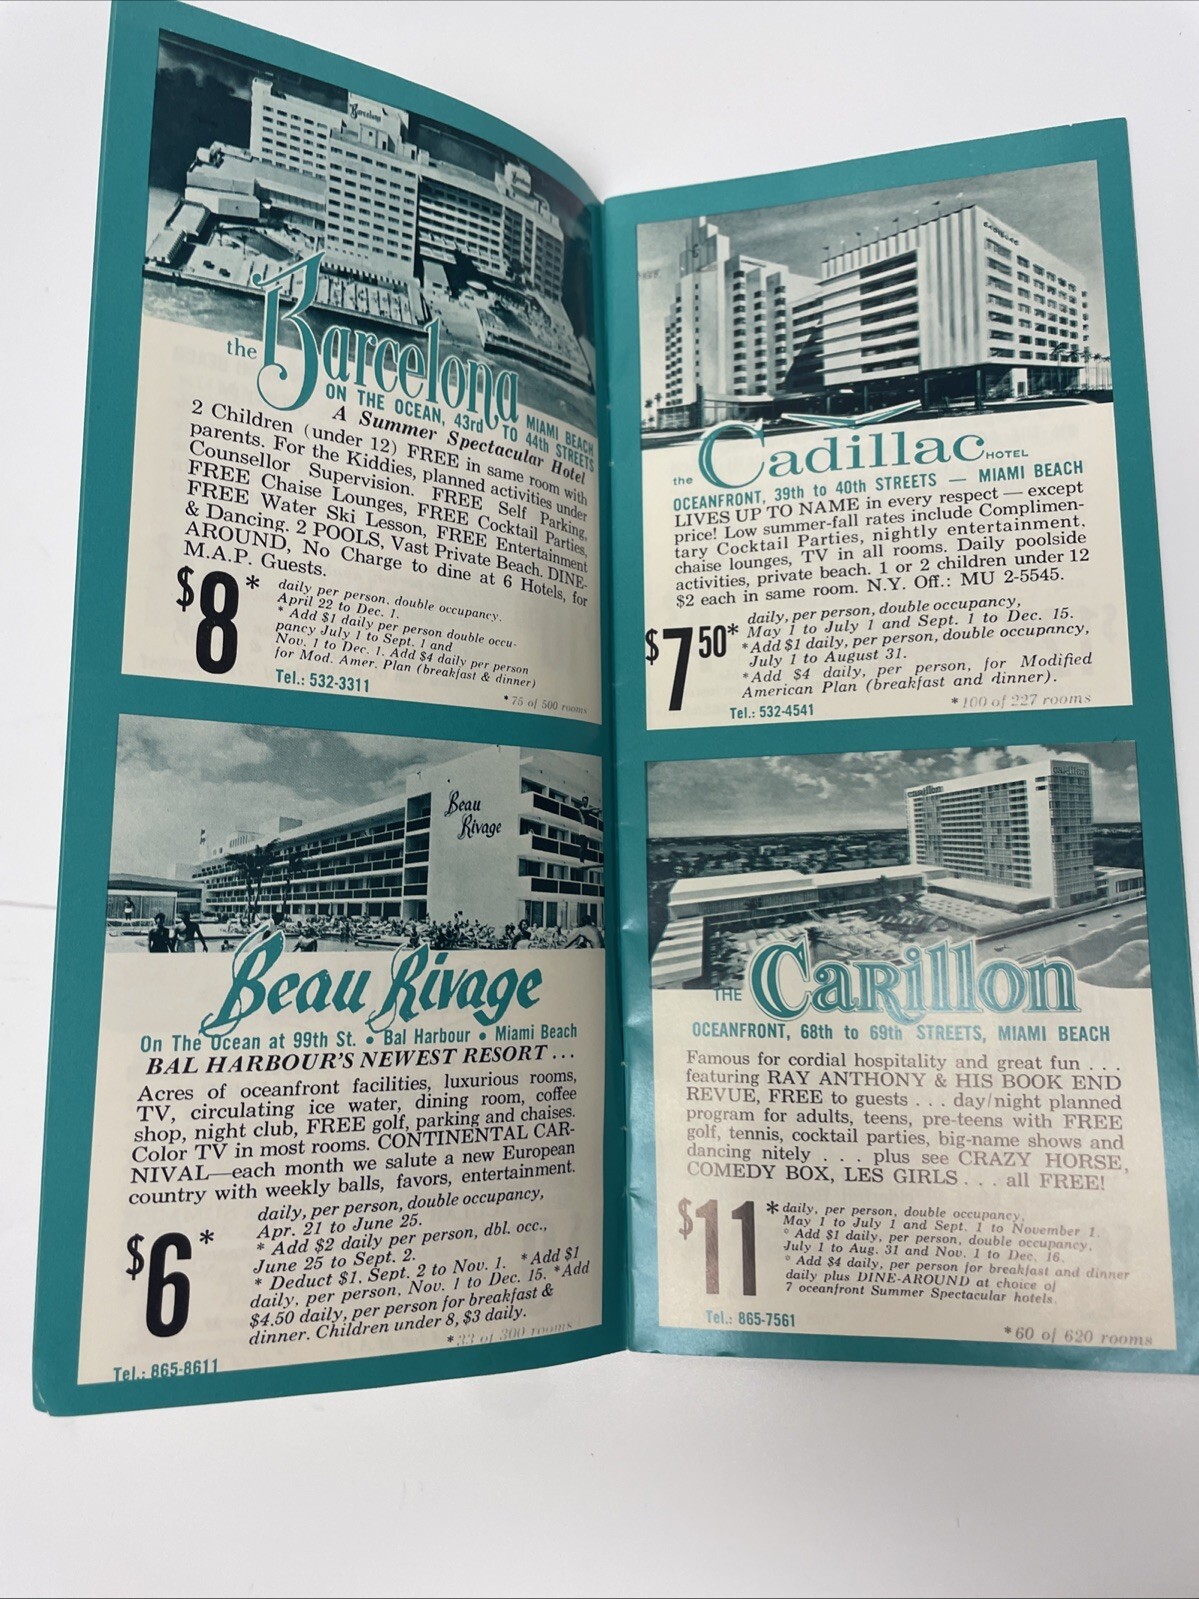 Barcelona
the Barcelona
ON THE OCEAN, 43rd TO 44th STREETS
MIAMI BEACH
A Summer Spectacular Hotel
2 Children (under 12) FREE in same room with
parents. For the Kiddies, planned activities under
Counsellor Supervision. FREE Self Parking,
FREE Chaise Lounges, FREE Cocktail Parties,
FREE Water Ski Lesson, FREE Entertainment
& Dancing. 2 POOLS, Vast Private Beach. DINE-
AROUND, No Charge to dine at 6 Hotels, for
M.A.P. Guests.
$8*
daily per person, double occupancy.
April 22 to Dec. 1.
* Add $1 daily per person double occu-
pancy July 1 to Sept. 1 and
Nov. 1 to Dec. 1. Add $4 daily per person
for Mod. Amer. Plan (breakfast & dinner)
Tel.: 532-3311
*75 of 500 rooms
Beau
Rivage
Beau Rivage
On The Ocean at 99th St. • Bal Harbour • Miami Beach
BAL HARBOUR'S NEWEST RESORT...
Acres of oceanfront facilities, luxurious rooms,
TV, circulating ice water, dining room, coffee
shop, night club, FREE golf, parking and chaises.
Color TV in most rooms. CONTINENTAL CAR-
NIVAL—each month we salute a new European
country with weekly balls, favors, entertainment.
$6*
daily, per person, double occupancy,
Apr. 21 to June 25.
* Add $2 daily per person, dbl. occ.,
June 25 to Sept. 2.
* Deduct $1, Sept. 2 to Nov. 1. *Add $1
daily, per person, Nov. 1 to Dec. 15. *Add
$4.50 daily, per person for breakfast &
dinner. Children under 8, $3 daily.
*33 of 300 rooms
Tel.: 865-8611
CADILLAC
the Cadillac HOTEL
OCEANFRONT, 39th to 40th STREETS — MIAMI BEACH
LIVES UP TO NAME in every respect — except
price! Low summer-fall rates include Complimen-
tary Cocktail Parties, nightly entertainment,
chaise lounges, TV in all rooms. Daily poolside
activities, private beach. 1 or 2 children under 12
$2 each in same room. N.Y. Off.: MU 2-5545.
$7 50*
daily, per person, double occupancy,
May 1 to July 1 and Sept. 1 to Dec. 15.
*Add $1 daily, per person, double occupancy,
July 1 to August 31.
*Add $4 daily, per person, for Modified
American Plan (breakfast and dinner).
Tel.: 532-4541
*100 of 227 rooms
carillon
carillon
THE Carillon
OCEANFRONT, 68th to 69th STREETS, MIAMI BEACH
Famous for cordial hospitality and great fun . . .
featuring RAY ANTHONY & HIS BOOK END
REVUE, FREE to guests . . . day/night planned
program for adults, teens, pre-teens with FREE
golf, tennis, cocktail parties, big-name shows and
dancing nitely . . . plus see CRAZY HORSE,
COMEDY BOX, LES GIRLS . . . all FREE!
$11*
daily, per person, double occupancy,
May 1 to July 1 and Sept. 1 to November 1.
* Add $1 daily, per person, double occupancy,
July 1 to Aug. 31 and Nov. 1 to Dec. 16.
* Add $4 daily, per person for breakfast and dinner
daily plus DINE-AROUND at choice of
7 oceanfront Summer Spectacular hotels.
Tel.: 865-7561
*60 of 620 rooms